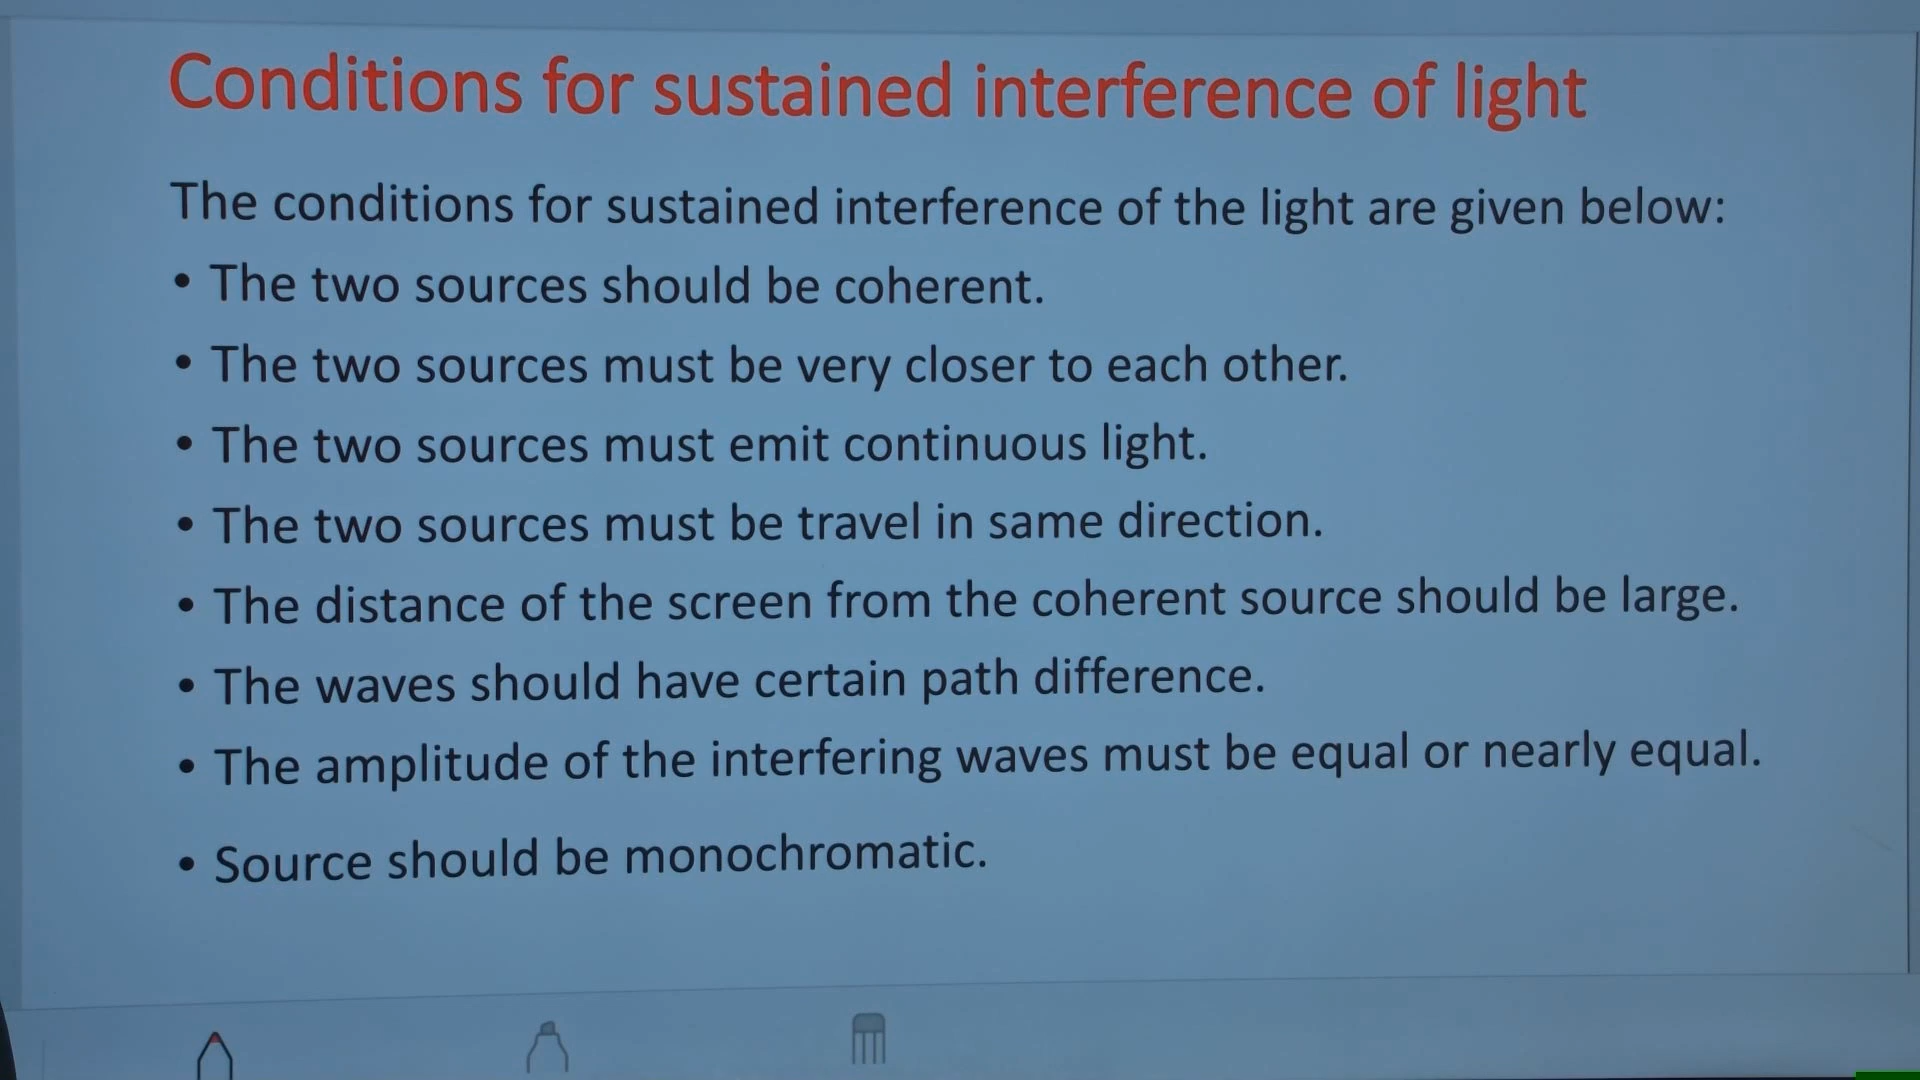 Conditions for sustained interference of light
The conditions for sustained interference of the light are given below:
• The two sources should be coherent.
• The two sources must be very closer to each other.
• The two sources must emit continuous light.
• The two sources must be travel in same direction.
• The distance of the screen from the coherent source should be large.
• The waves should have certain path difference.
• The amplitude of the interfering waves must be equal or nearly equal.
• Source should be monochromatic.